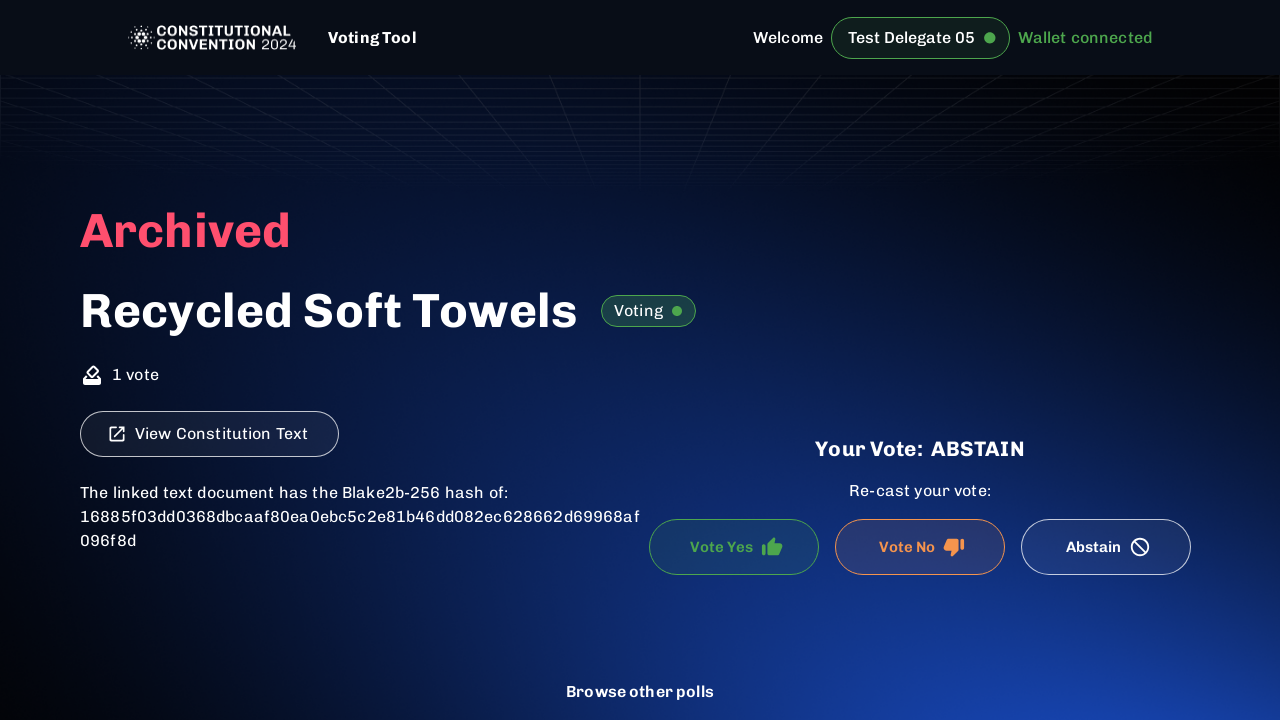 CONSTITUTIONAL
CONVENTION 2024
Voting Tool
Welcome
Test Delegate 05
Wallet connected
Archived
Recycled Soft Towels
Voting
1 vote
View Constitution Text
The linked text document has the Blake2b-256 hash of:
16885f03dd0368dbcaaf80ea0ebc5c2e81b46dd082ec628662d69968af
096f8d
Your Vote: ABSTAIN
Re-cast your vote:
Vote Yes
Vote No
Abstain
Browse other polls